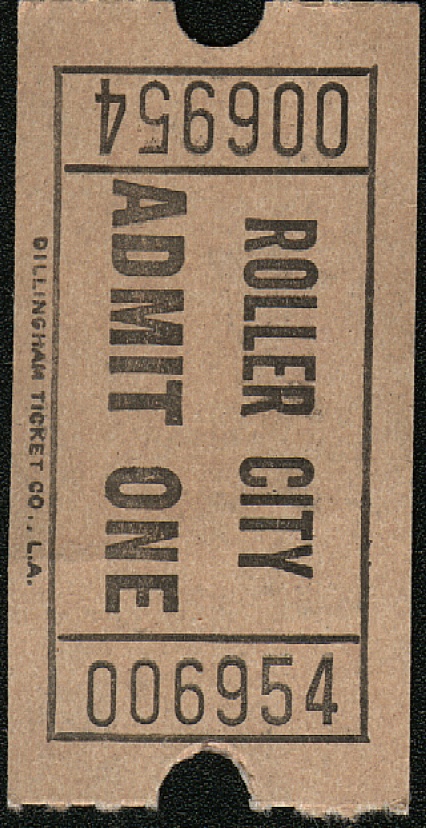 006954
ROLLER CITY
ADMIT ONE
DILLINGHAM TICKET CO., L.A.
006954